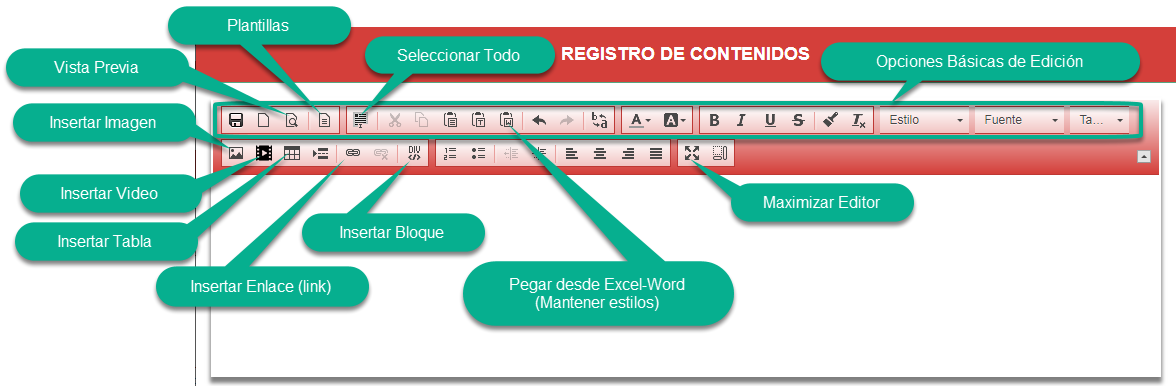 Plantillas
Seleccionar Todo
REGISTRO DE CONTENIDOS
Opciones Básicas de Edición
Vista Previa
Insertar Imagen
A
A
B
I
U
S
Estilo
Fuente
Ta...
DIV
Insertar Video
Maximizar Editor
Insertar Tabla
Insertar Bloque
Insertar Enlace (link)
Pegar desde Excel-Word
(Mantener estilos)